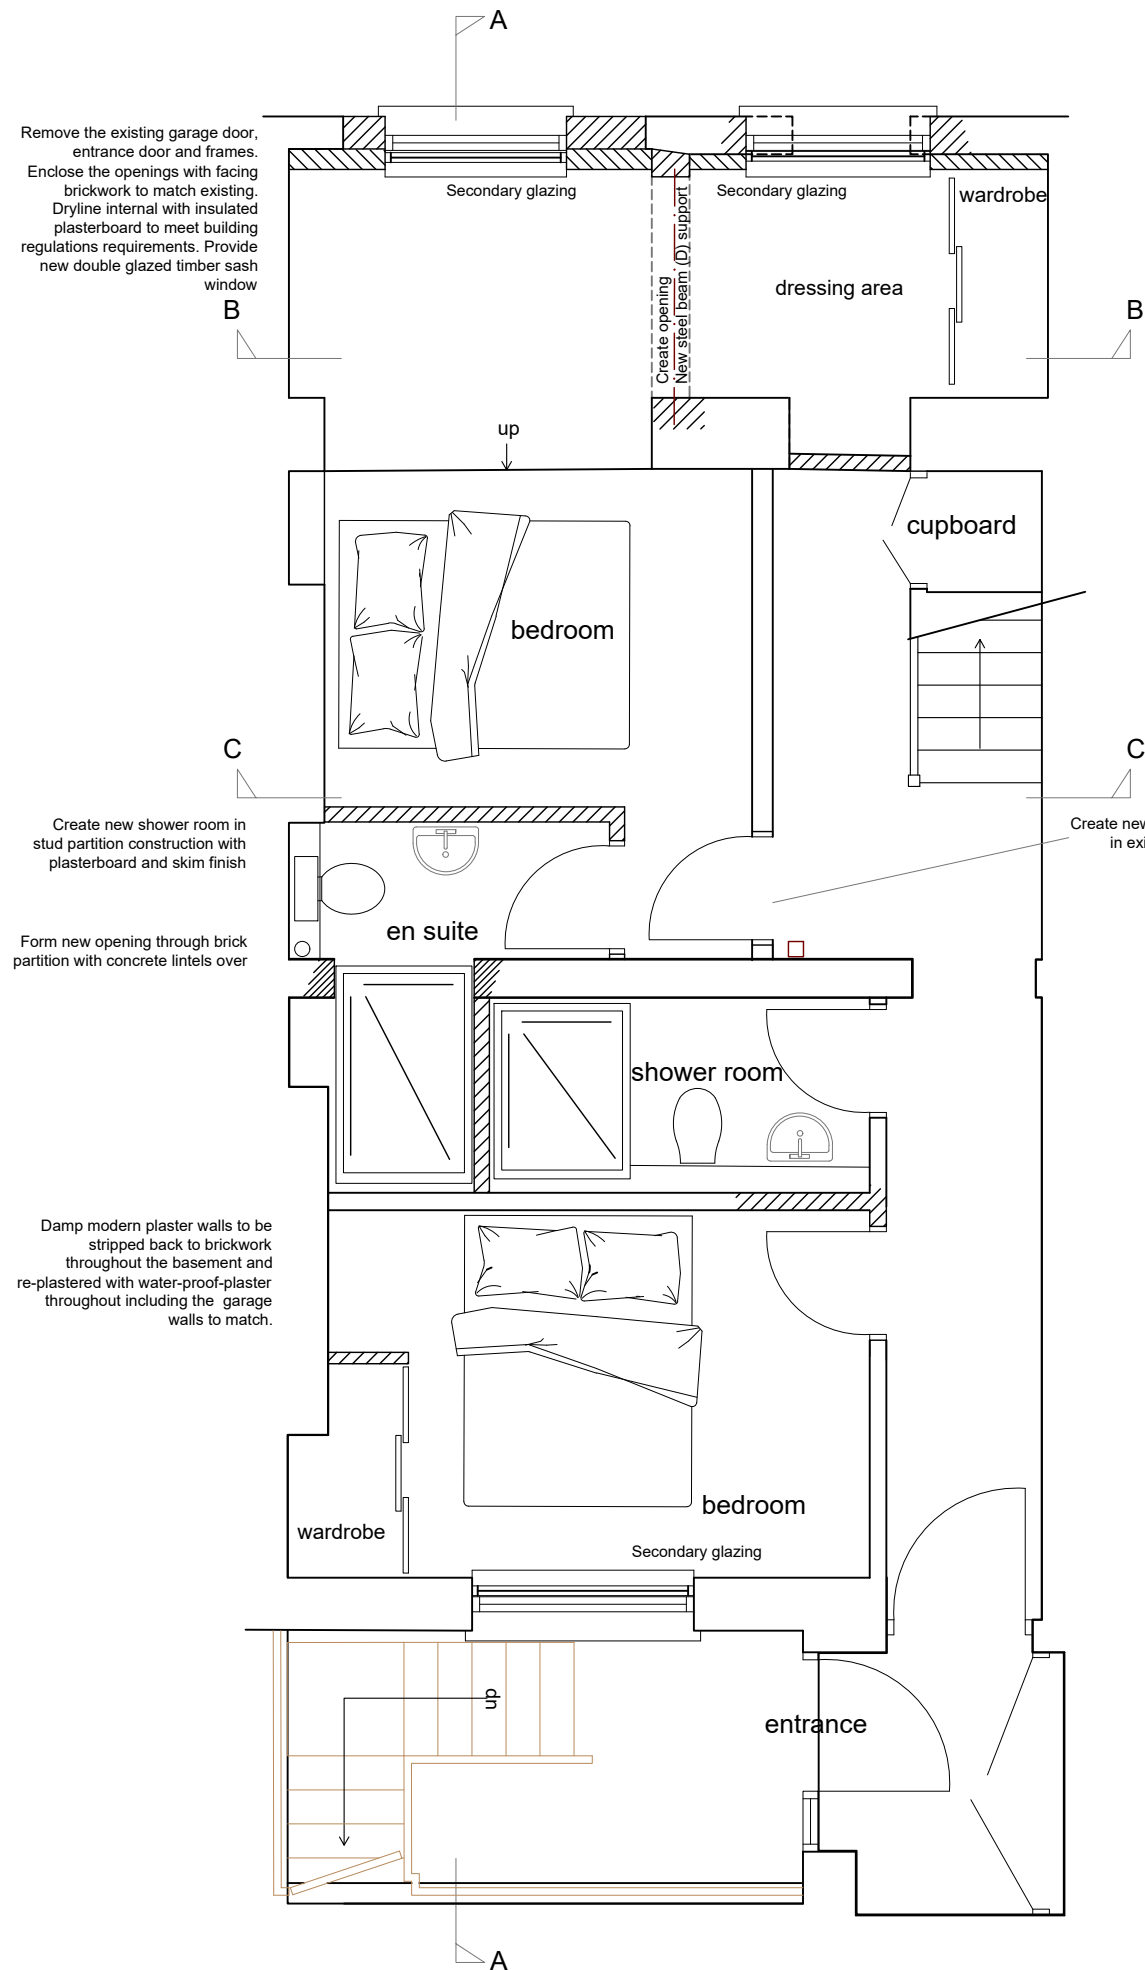 A
Remove the existing garage door,
entrance door and frames.
Enclose the openings with facing
brickwork to match existing.
Dryline internal with insulated
plasterboard to meet building
regulations requirements. Provide
new double glazed timber sash
window
Secondary glazing
Secondary glazing
wardrobe
Create opening
New steel beam (D) support
dressing area
B
B
up
cupboard
bedroom
C
C
Create new shower room in
stud partition construction with
plasterboard and skim finish
Create new
in exi
en suite
Form new opening through brick
partition with concrete lintels over
shower room
Damp modern plaster walls to be
stripped back to brickwork
throughout the basement and
re-plastered with water-proof-plaster
throughout including the  garage
walls to match.
bedroom
wardrobe
Secondary glazing
up
entrance
A